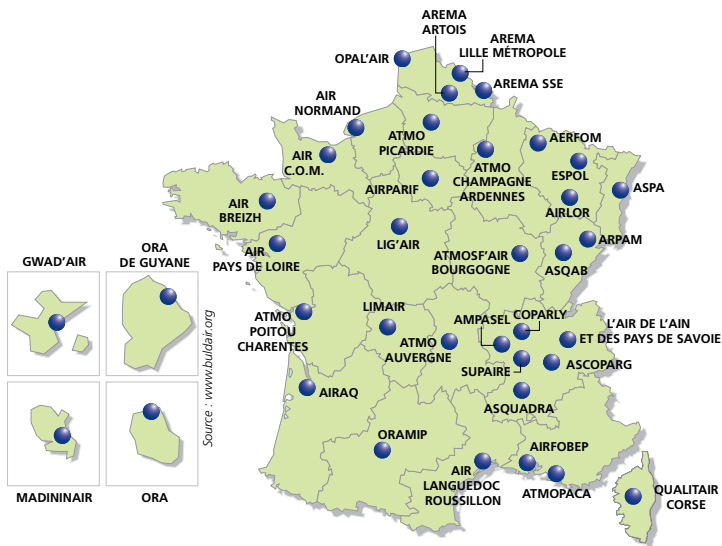 AREMA
ARTOIS
AREMA
LILLE MÉTROPOLE
OPAL'AIR
AREMA SSE
AIR
NORMAND
ATMO
PICARDIE
AERFOM
AIR
C.O.M.
ATMO
CHAMPAGNE
ARDENNES
ESPOL
AIRPARIF
ASPA
AIR
BREIZH
AIRLOR
LIG'AIR
ARPAM
AIR
PAYS DE LOIRE
ATMOSF'AIR
BOURGOGNE
ASQAB
GWAD'AIR
ORA
DE GUYANE
LIMAIR
AMPASEL
COPARLY
ATMO
POITOU
CHARENTES
L'AIR DE L'AIN
ET DES PAYS DE SAVOIE
ATMO
AUVERGNE
SUPAIRE
ASCOPARG
AIRAQ
ASQUADRA
Source : www.buldair.org
ORAMIP
AIRFOBEP
AIR
LANGUEDOC
ROUSSILLON
ATMOPACA
QUALITAIR
CORSE
MADININAIR
ORA